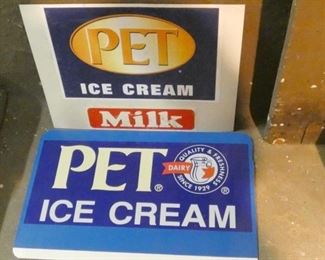 PET
ICE CREAM
Milk
PET®
QUALITY & FRESHNESS
DAIRY
SINCE 1929
®
ICE CREAM